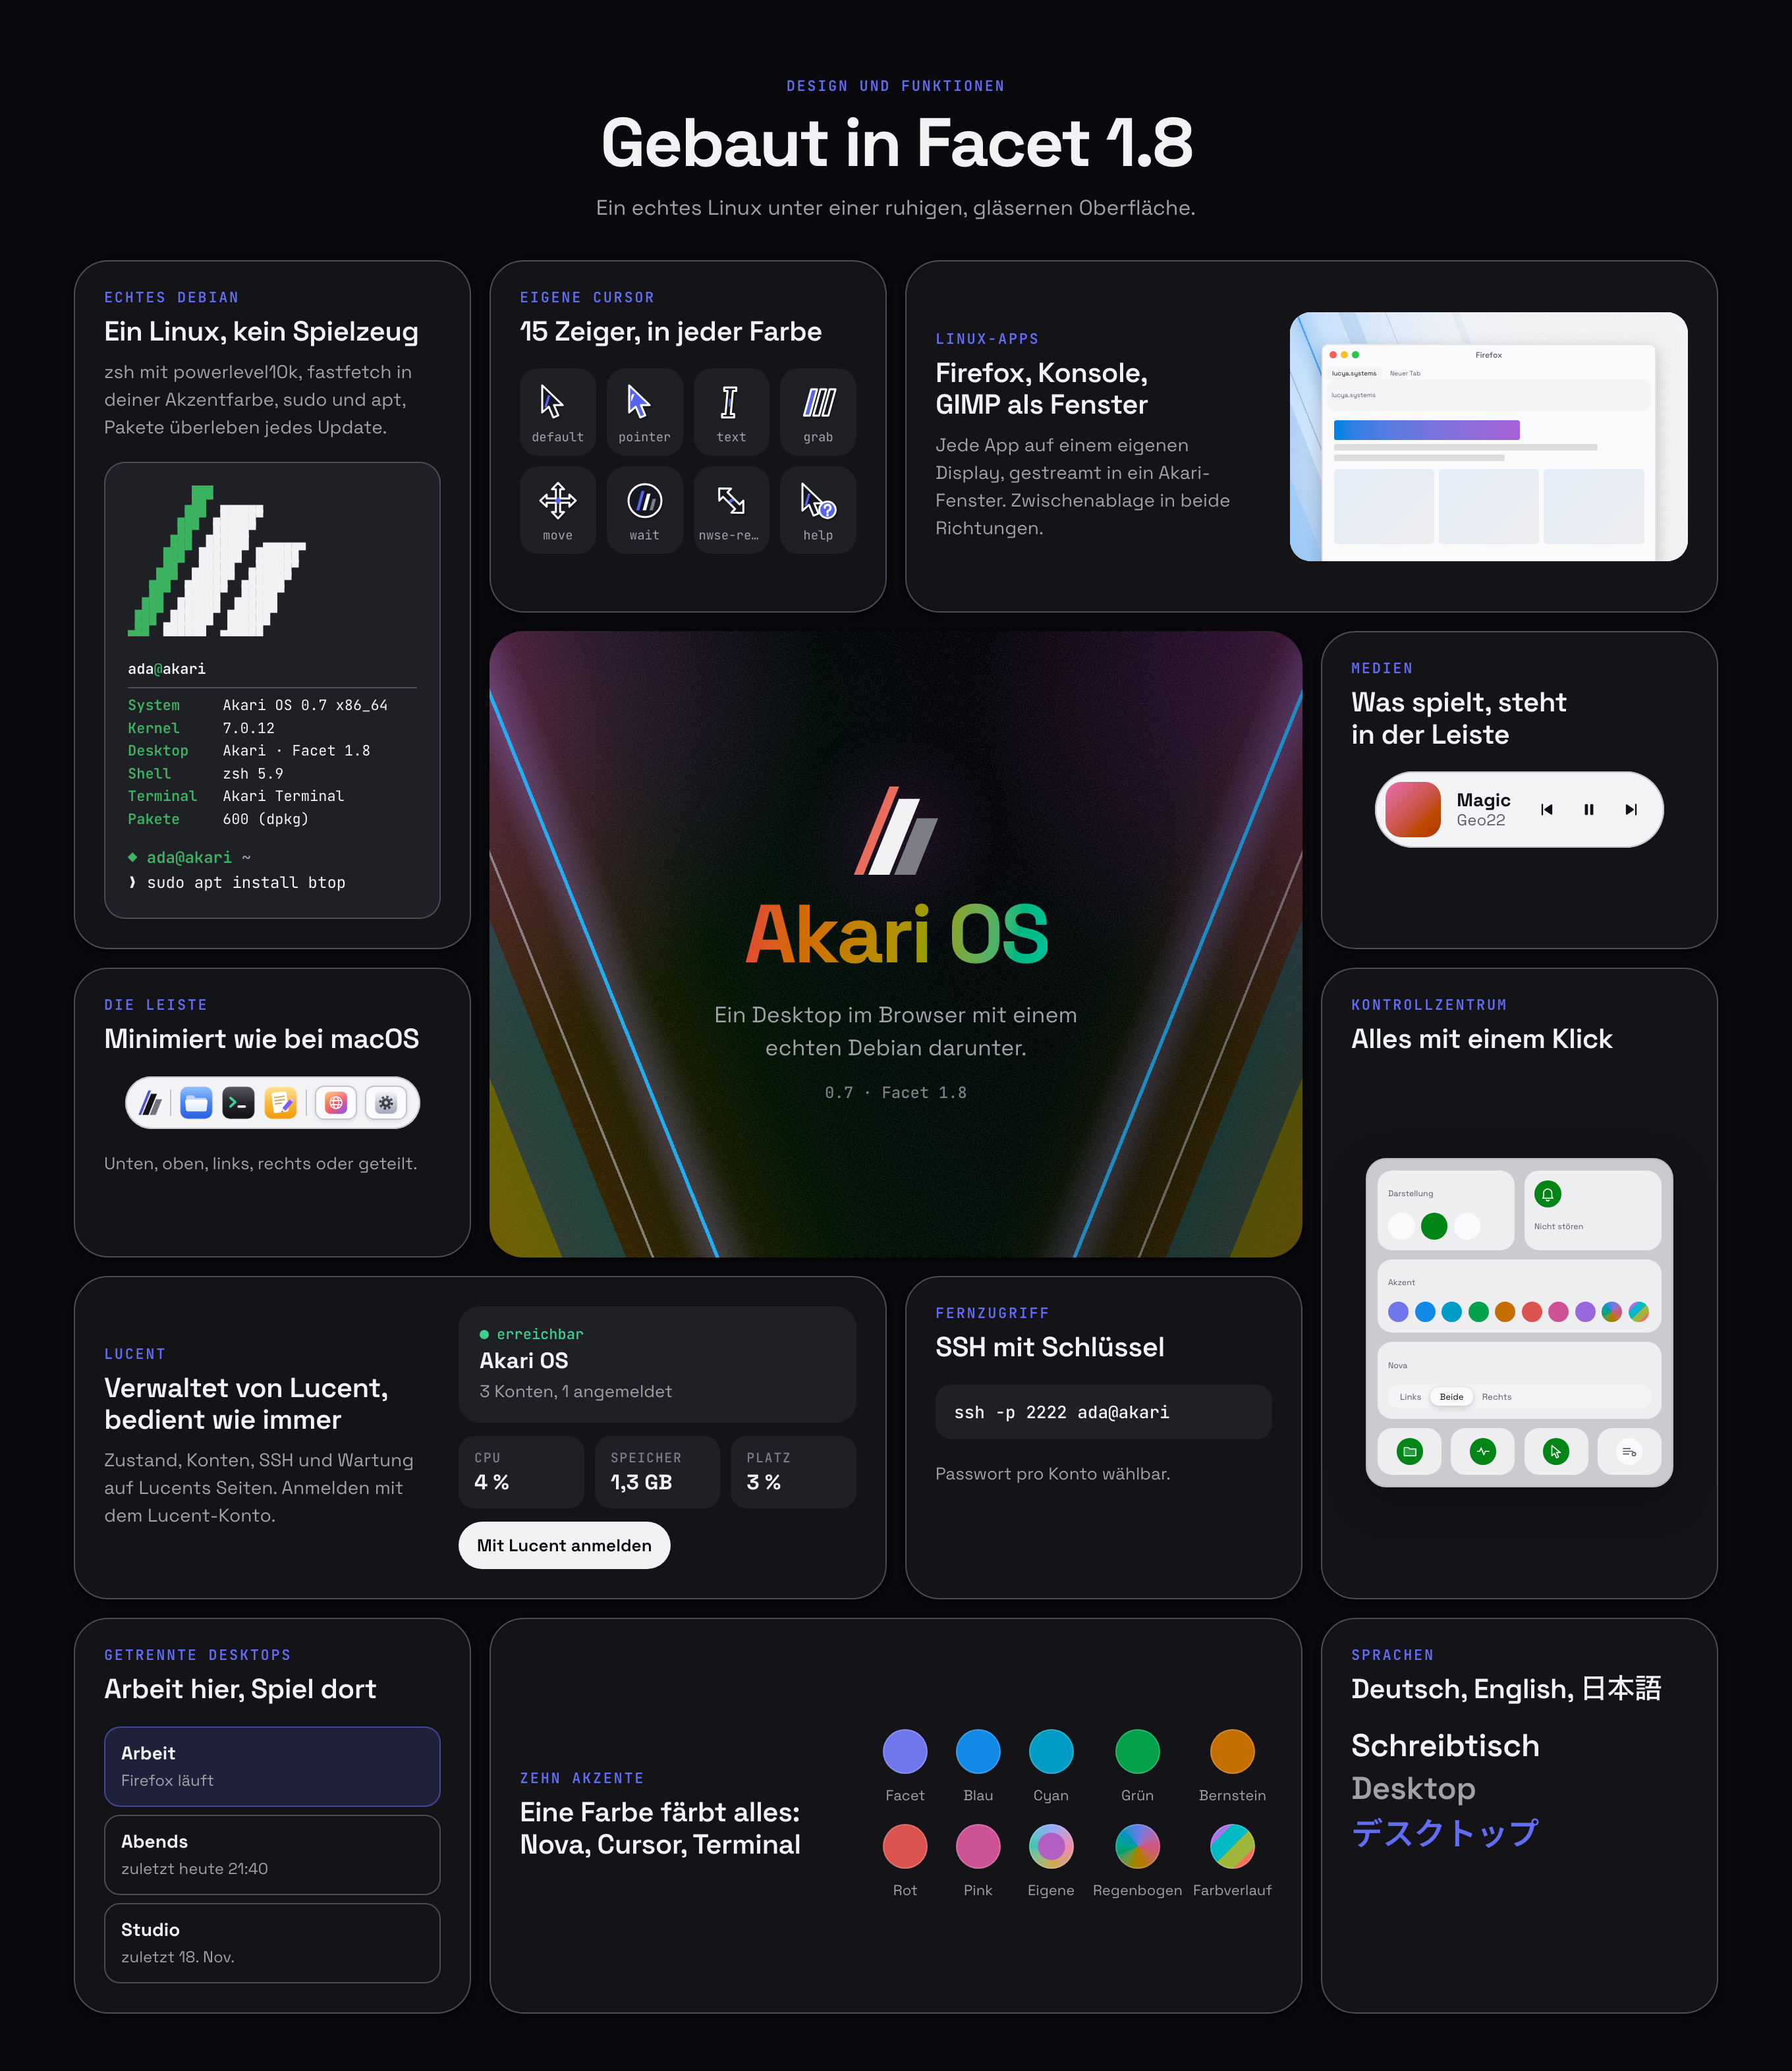 DESIGN UND FUNKTIONEN
Gebaut in Facet 1.8
Ein echtes Linux unter einer ruhigen, gläsernen Oberfläche.
ECHTES DEBIAN
Ein Linux, kein Spielzeug
zsh mit powerlevel10k, fastfetch in
deiner Akzentfarbe, sudo und apt,
Pakete überleben jedes Update.
ada@akari
System Akari OS 0.7 x86_64
Kernel 7.0.12
Desktop Akari · Facet 1.8
Shell zsh 5.9
Terminal Akari Terminal
Pakete 600 (dpkg)
◆ ada@akari ~
❯ sudo apt install btop
EIGENE CURSOR
15 Zeiger, in jeder Farbe
default pointer text grab
move wait nwse-re… help
LINUX-APPS
Firefox, Konsole,
GIMP als Fenster
Jede App auf einem eigenen
Display, gestreamt in ein Akari-
Fenster. Zwischenablage in beide
Richtungen.
Firefox
lucya.systems Neuer Tab
lucya.systems
Akari OS
Ein Desktop im Browser mit einem
echten Debian darunter.
0.7 · Facet 1.8
MEDIEN
Was spielt, steht
in der Leiste
Magic
Geo22
DIE LEISTE
Minimiert wie bei macOS
Unten, oben, links, rechts oder geteilt.
KONTROLLZENTRUM
Alles mit einem Klick
Darstellung
Nicht stören
Akzent
Nova
Links Beide Rechts
LUCENT
Verwaltet von Lucent,
bedient wie immer
Zustand, Konten, SSH und Wartung
auf Lucents Seiten. Anmelden mit
dem Lucent-Konto.
erreichbar
Akari OS
3 Konten, 1 angemeldet
CPU SPEICHER PLATZ
4 % 1,3 GB 3 %
Mit Lucent anmelden
FERNZUGRIFF
SSH mit Schlüssel
ssh -p 2222 ada@akari
Passwort pro Konto wählbar.
GETRENNTE DESKTOPS
Arbeit hier, Spiel dort
Arbeit
Firefox läuft
Abends
zuletzt heute 21:40
Studio
zuletzt 18. Nov.
ZEHN AKZENTE
Eine Farbe färbt alles:
Nova, Cursor, Terminal
Facet Blau Cyan Grün Bernstein
Rot Pink Eigene Regenbogen Farbverlauf
SPRACHEN
Deutsch, English, 日本語
Schreibtisch
Desktop
デスクトップ